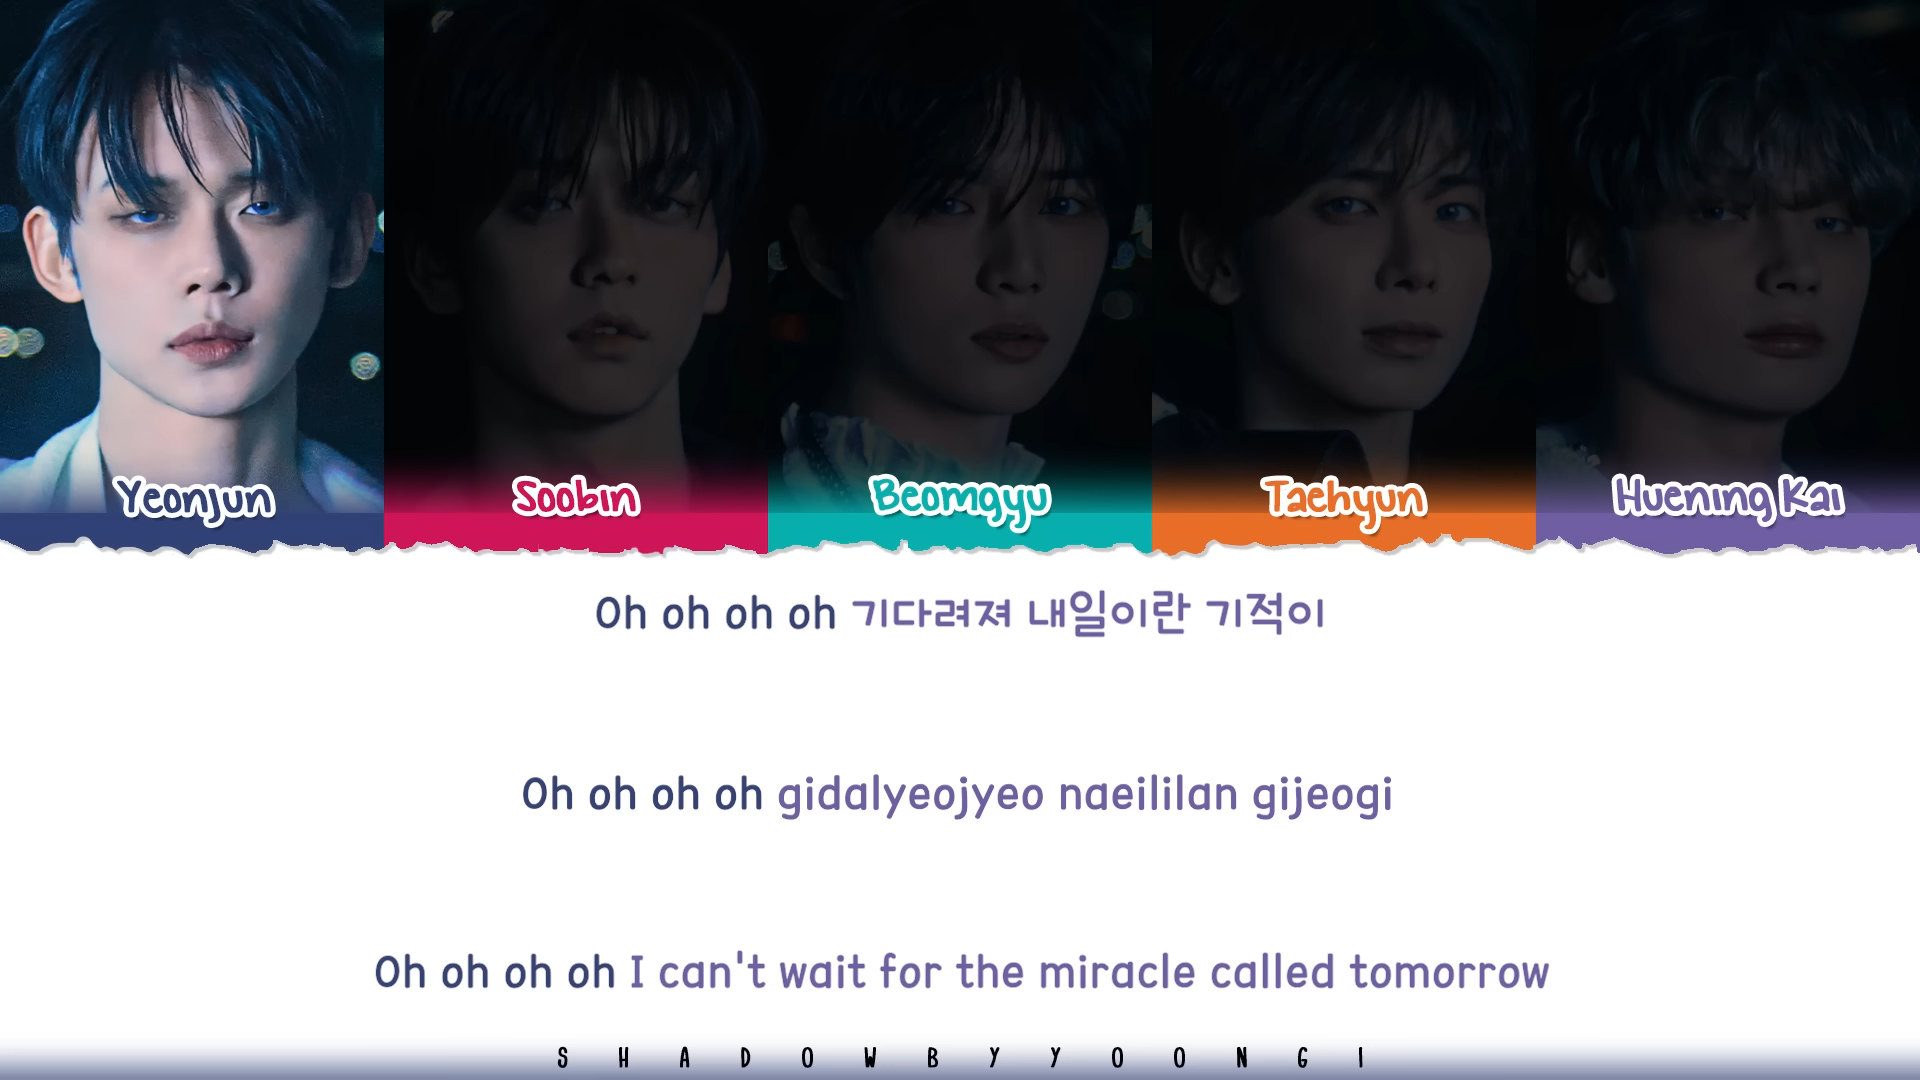 Yeonjun Soobin Beomgyu Taehyun Huening Kai
Oh oh oh oh 기다려져 내일이란 기적이
Oh oh oh oh gidalyeojyeo naeililan gijeogi
Oh oh oh oh I can't wait for the miracle called tomorrow
SHADOWBYYOONGI